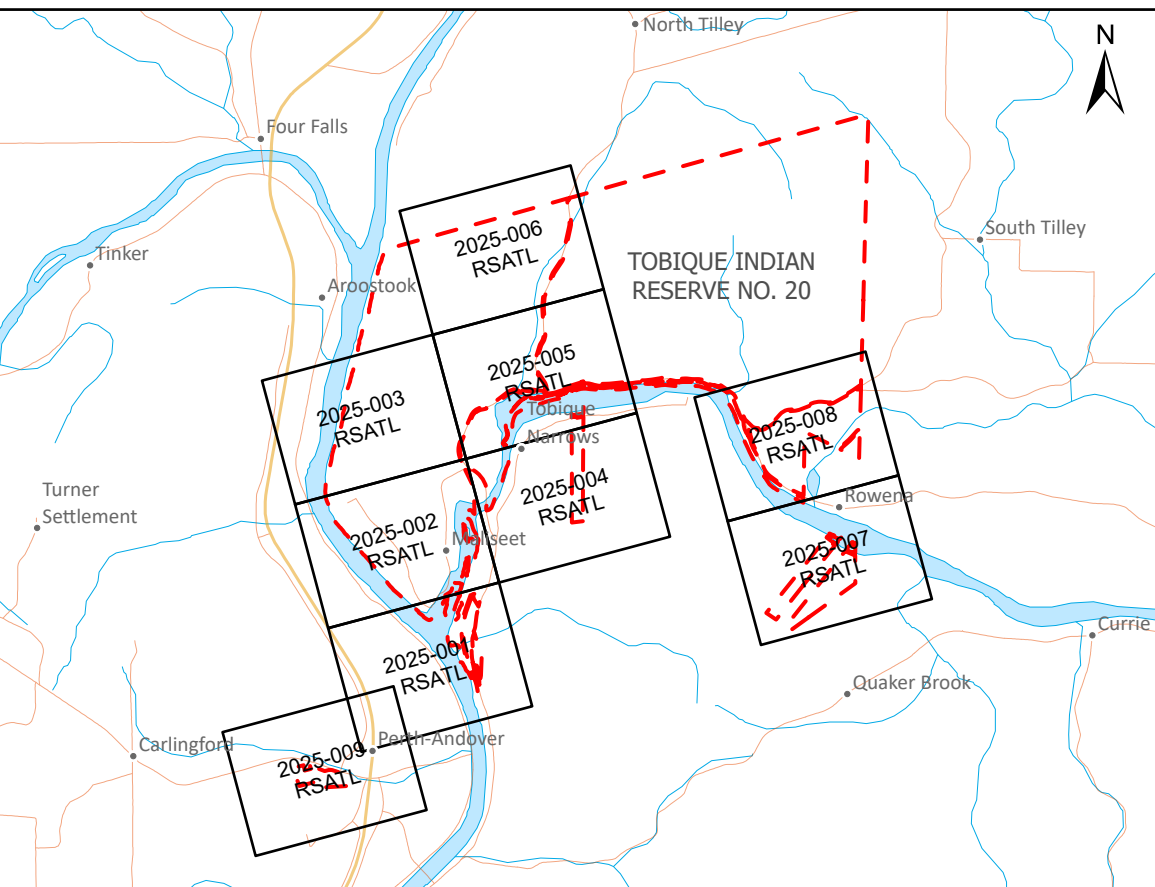 North Tilley
N
Four Falls
South Tilley
2025-006
RSATL
TOBIQUE INDIAN
RESERVE NO. 20
Tinker
Aroostook
2025-005
RSATL
2025-003
RSATL
Tobique
Narrows
2025-008
RSATL
2025-004
RSATL
Turner
Settlement
Rowena
2025-002
RSATL
Maliseet
2025-007
RSATL
Currie
2025-001
RSATL
Quaker Brook
Carlingford
Perth-Andover
2025-009
RSATL